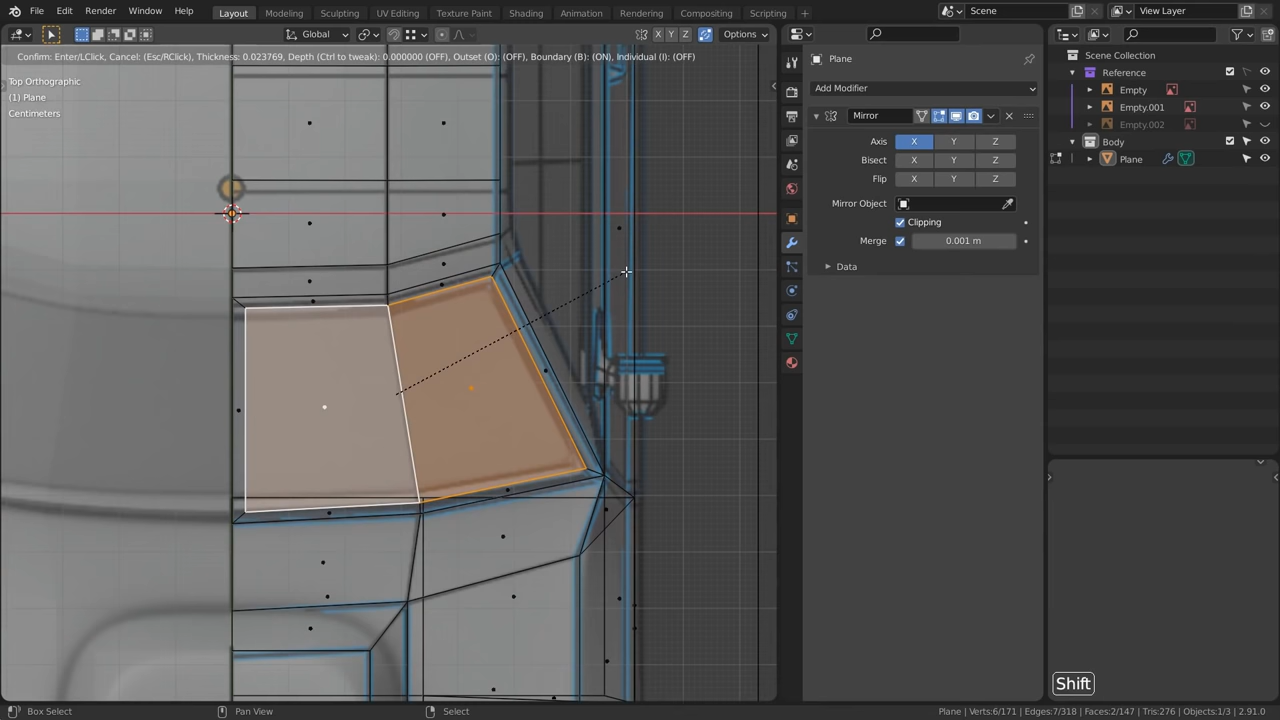 File Edit Render Window Help
Layout Modeling Sculpting UV Editing Texture Paint Shading Animation Rendering Compositing Scripting
Scene
View Layer
Global
X Y Z
Options
Confirm: Enter/LClick, Cancel: (Esc/RClick), Thickness: 0.023769, Depth (Ctrl to tweak): 0.000000 (OFF), Outset (O): (OFF), Boundary (B): (ON), Individual (I): (OFF)
Top Orthographic
(1) Plane
Centimeters
Plane
Add Modifier
Mirror
Axis X Y Z
Bisect X Y Z
Flip X Y Z
Mirror Object
Clipping
Merge 0.001 m
Data
Scene Collection
Reference
Empty
Empty.001
Empty.002
Body
Plane
Shift
Box Select
Pan View
Select
Plane | Verts:6/171 | Edges:7/318 | Faces:2/147 | Tris:276 | Objects:1/3 | 2.91.0